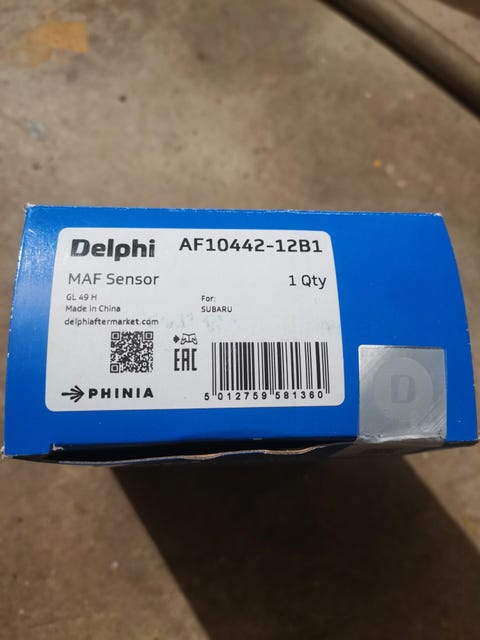 Delphi AF10442-12B1
MAF Sensor 1 Qty
GL 49 H
Made in China
delphiaftermarket.com
For:
SUBARU
EAC
PHINIA
5 012759 581360
D